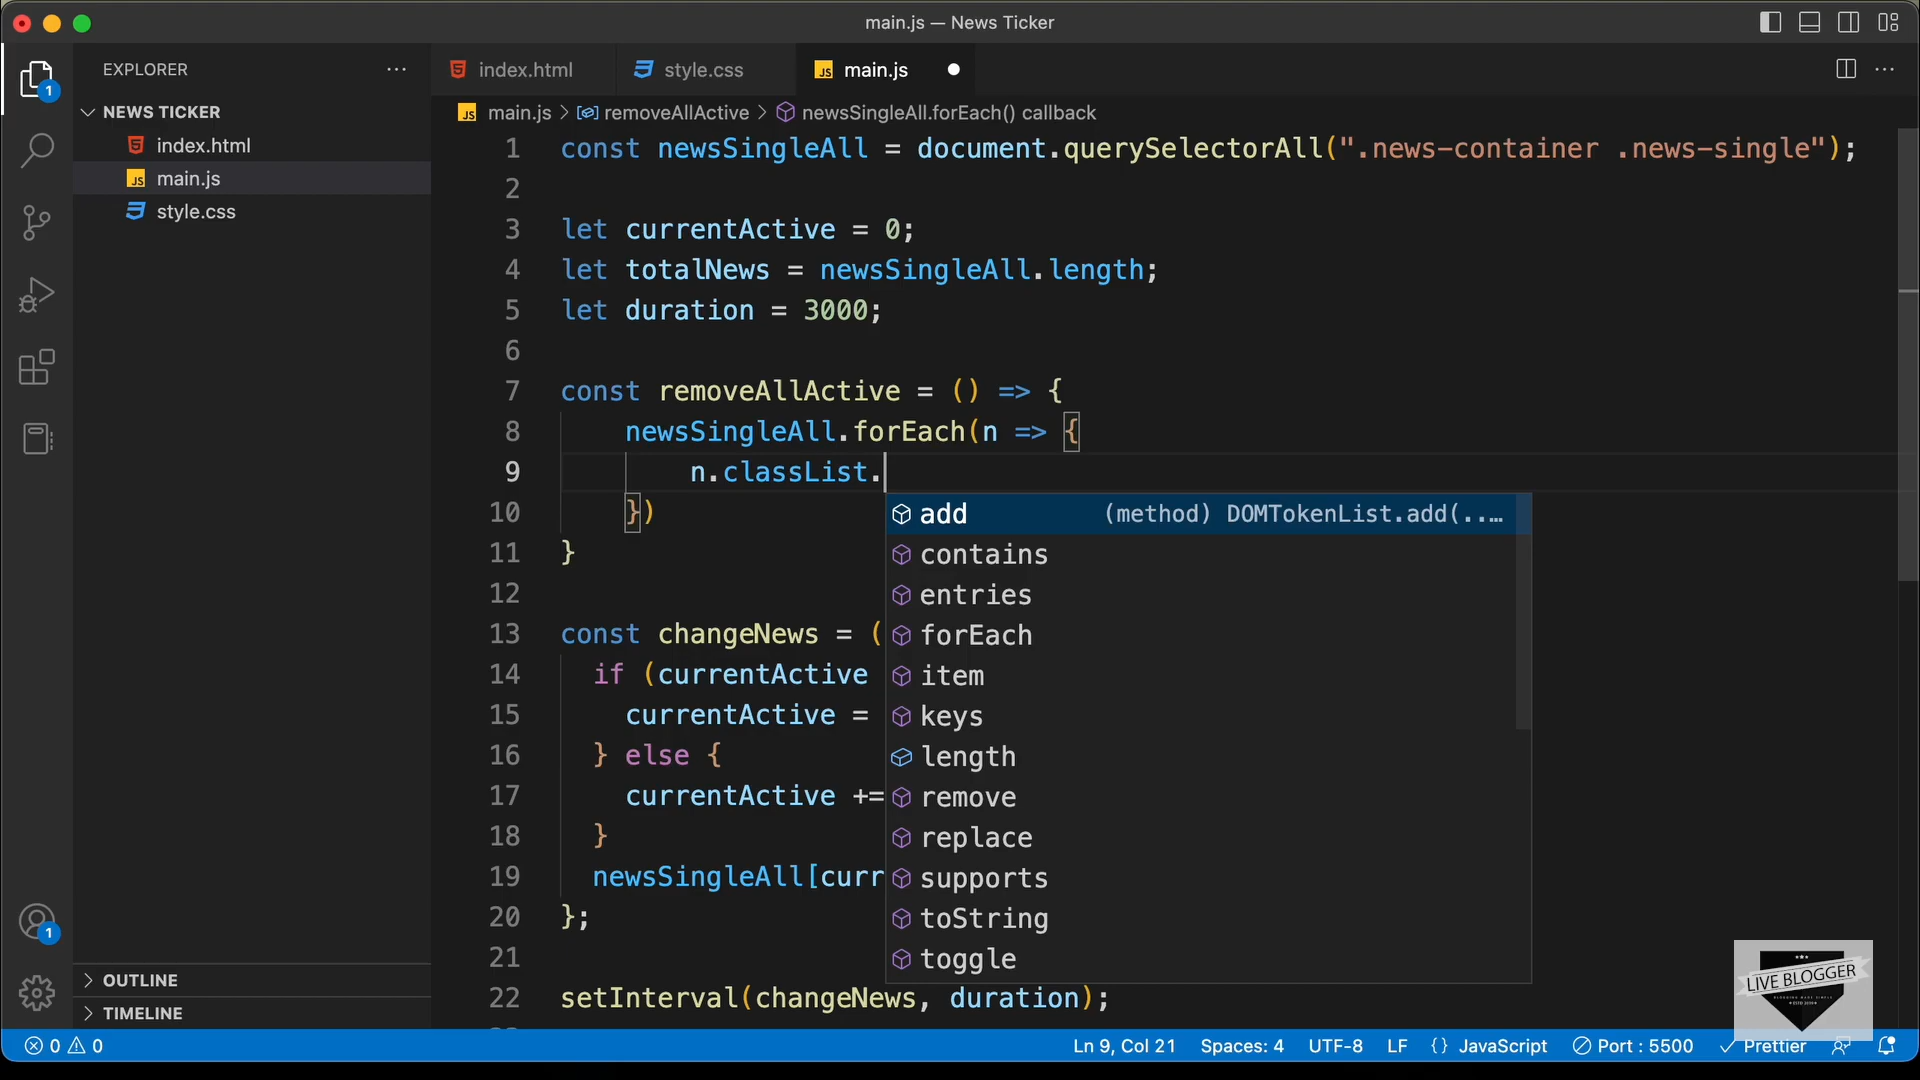 main.js — News Ticker
EXPLORER
1
NEWS TICKER
index.html
main.js
style.css
index.html
style.css
main.js
main.js > removeAllActive > newsSingleAll.forEach() callback
1 const newsSingleAll = document.querySelectorAll(".news-container .news-single");
2
3 let currentActive = 0;
4 let totalNews = newsSingleAll.length;
5 let duration = 3000;
6
7 const removeAllActive = () => {
8 newsSingleAll.forEach(n => {
9 n.classList.
10 })
11 }
12
13 const changeNews = (
14 if (currentActive
15 currentActive =
16 } else {
17 currentActive +=
18 }
19 newsSingleAll[curr
20 };
21
22 setInterval(changeNews, duration);
add (method) DOMTokenList.add(..…
contains
entries
forEach
item
keys
length
remove
replace
supports
toString
toggle
1
OUTLINE
TIMELINE
LIVE BLOGGER
0 0
Ln 9, Col 21 Spaces: 4 UTF-8 LF {} JavaScript Port : 5500 Prettier